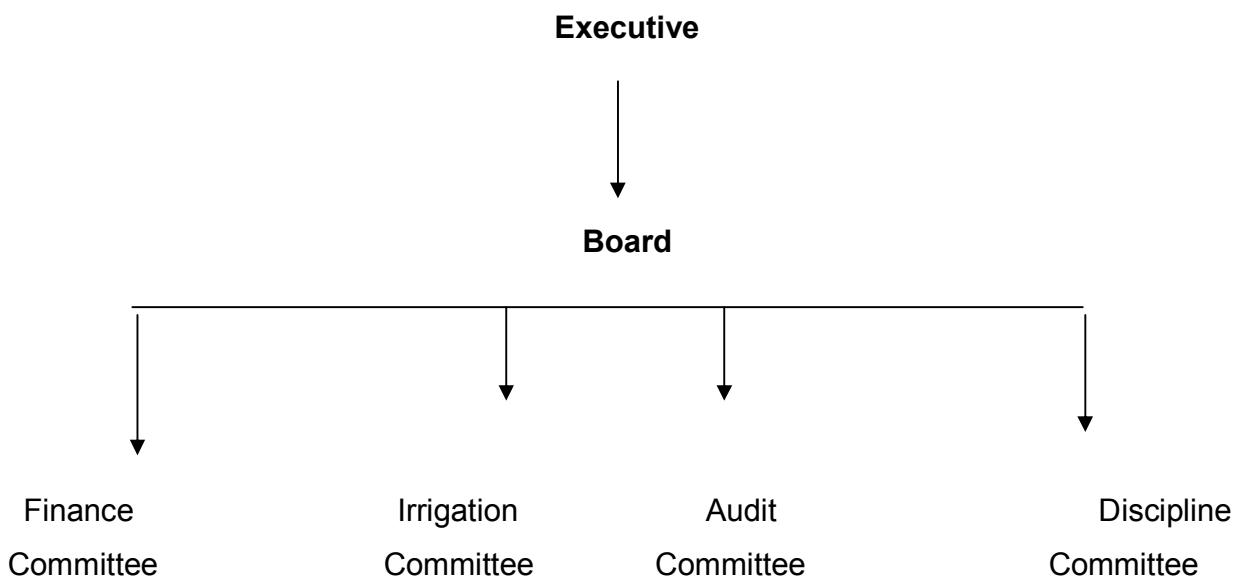 Executive
Board
Finance Irrigation Audit Discipline
Committee Committee Committee Committee